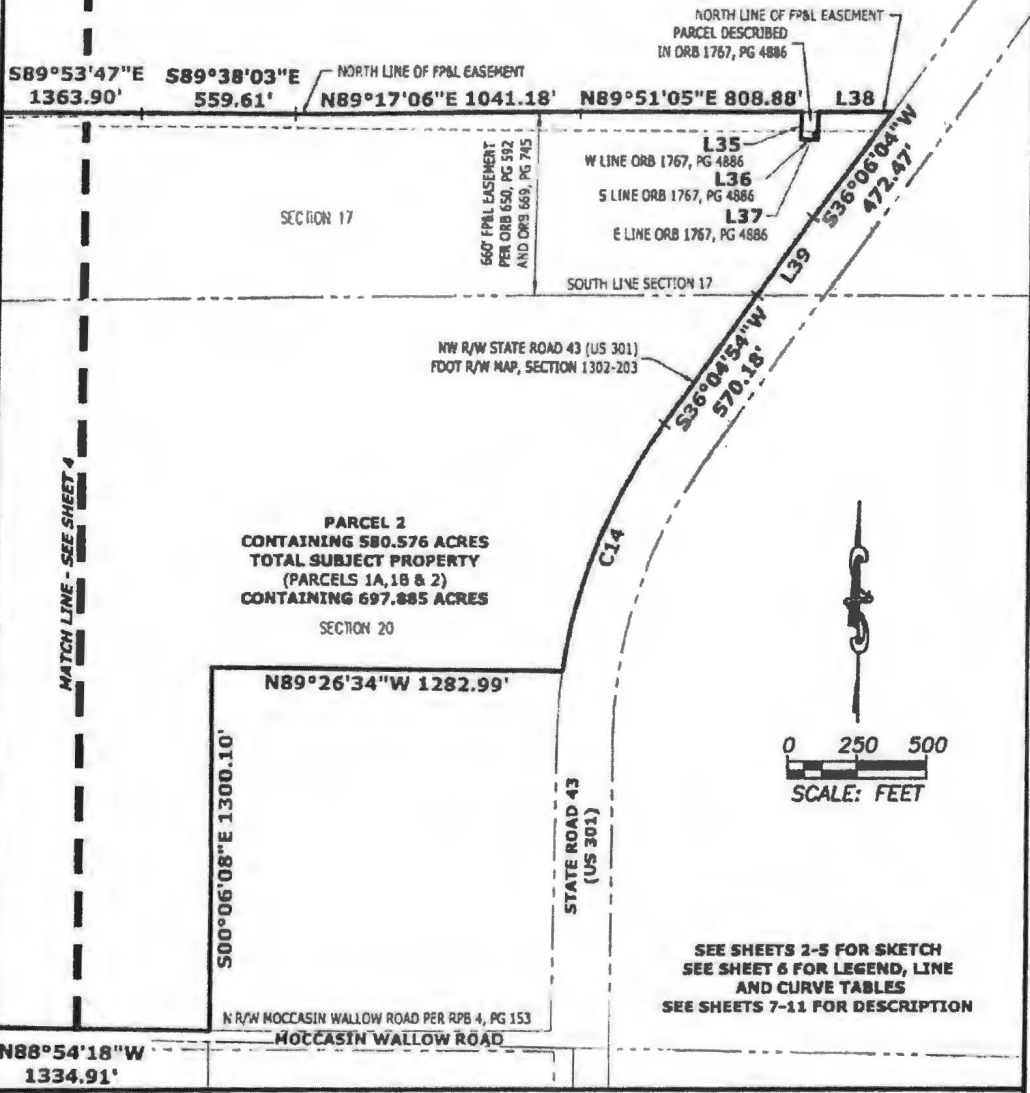 NORTH LINE OF FP&L EASEMENT
PARCEL DESCRIBED
IN ORB 1767, PG 4886
S89°53'47"E
1363.90'
S89°38'03"E
559.61'
NORTH LINE OF FP&L EASEMENT
N89°17'06"E 1041.18'
N89°51'05"E 808.88'
L38
L35
W LINE ORB 1767, PG 4886
L36
S LINE ORB 1767, PG 4886
L37
E LINE ORB 1767, PG 4886
S36°06'04"W
472.47'
660' FP&L EASEMENT
PER ORB 650, PG 592
AND ORB 669, PG 745
SECTION 17
L39
SOUTH LINE SECTION 17
NW R/W STATE ROAD 43 (US 301)
FDOT R/W MAP, SECTION 1302-203
S36°04'54"W
570.18'
MATCH LINE - SEE SHEET 4
PARCEL 2
CONTAINING 580.576 ACRES
TOTAL SUBJECT PROPERTY
(PARCELS 1A,1B & 2)
CONTAINING 697.885 ACRES
SECTION 20
C14
N89°26'34"W 1282.99'
S00°06'08"E 1300.10'
0 250 500
SCALE: FEET
STATE ROAD 43
(US 301)
SEE SHEETS 2-5 FOR SKETCH
SEE SHEET 6 FOR LEGEND, LINE
AND CURVE TABLES
SEE SHEETS 7-11 FOR DESCRIPTION
N R/W MOCCASIN WALLOW ROAD PER RPB 4, PG 153
MOCCASIN WALLOW ROAD
N88°54'18"W
1334.91'